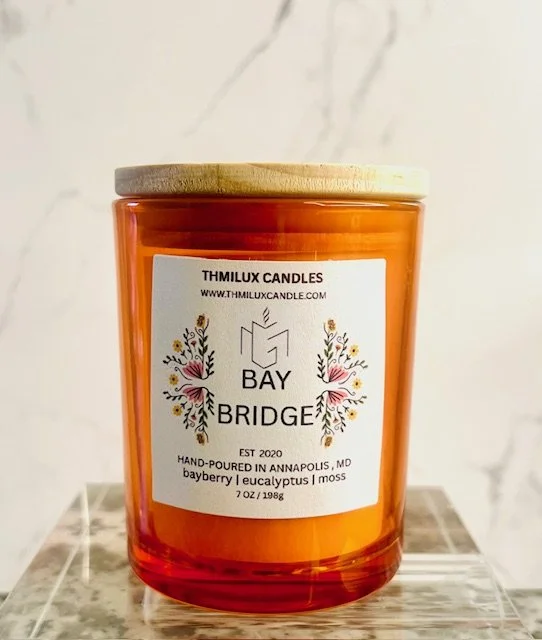 THMILUX CANDLES
WWW.THMILUXCANDLE.COM
BAY
BRIDGE
EST 2020
HAND-POURED IN ANNAPOLIS , MD
bayberry | eucalyptus | moss
7 OZ / 198g